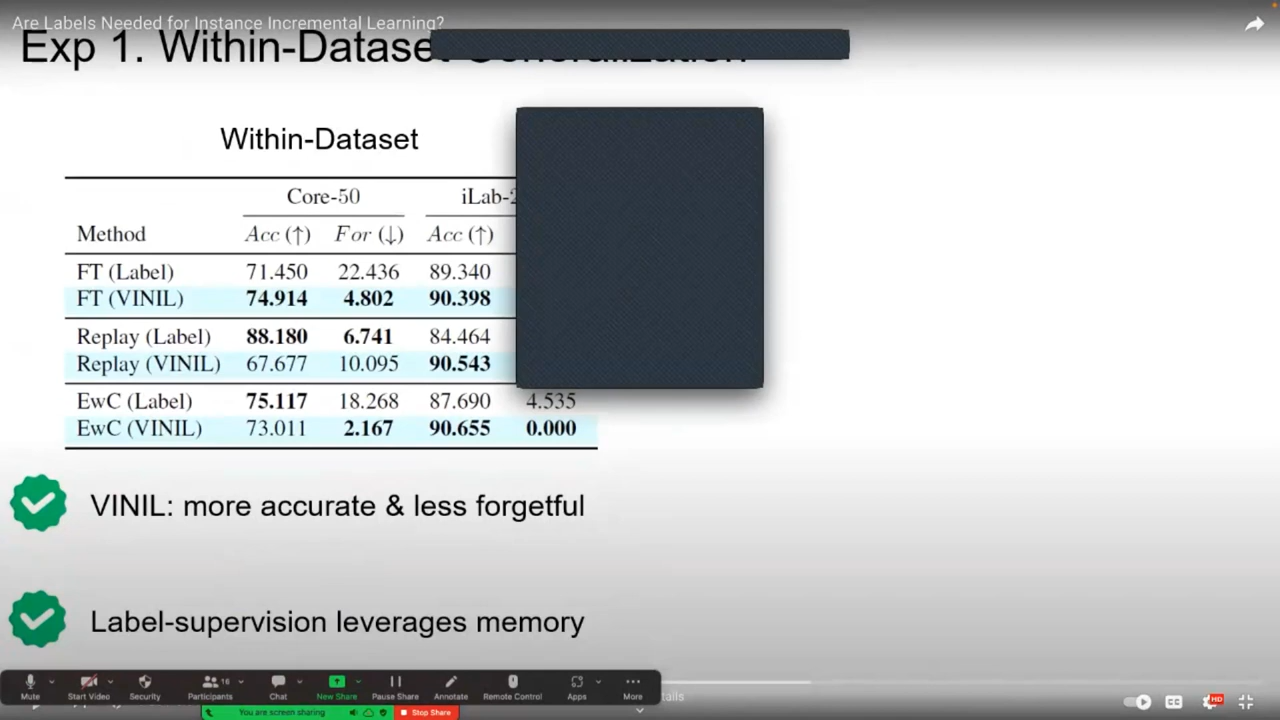 Are Labels Needed for Instance Incremental Learning?
Exp 1. Within-Dataset
Within-Dataset
Core-50
Method Acc (↑) For (↓) Acc (↑)
FT (Label) 71.450 22.436 89.340
FT (VINIL) 74.914 4.802 90.398
Replay (Label) 88.180 6.741 84.464
Replay (VINIL) 67.677 10.095 90.543
EwC (Label) 75.117 18.268 87.690 4.535
EwC (VINIL) 73.011 2.167 90.655 0.000
VINIL: more accurate & less forgetful
Label-supervision leverages memory
Mute Start Video Security Participants 16 Chat New Share Pause Share Annotate Remote Control Apps More
You are screen sharing Stop Share
CC HD